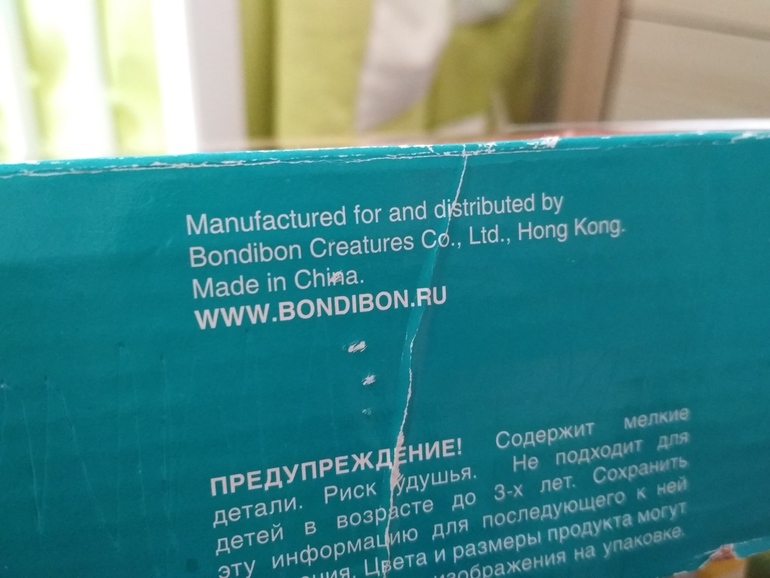 Manufactured for and distributed by
Bondibon Creatures Co., Ltd., Hong Kong.
Made in China.
WWW.BONDIBON.RU
ПРЕДУПРЕЖДЕНИЕ! Содержит мелкие
детали. Риск удушья. Не подходит для
детей в возрасте до 3-х лет. Сохранить
эту информацию для последующего к ней
Цвета и размеры продукта могут
изображения на упаковке.